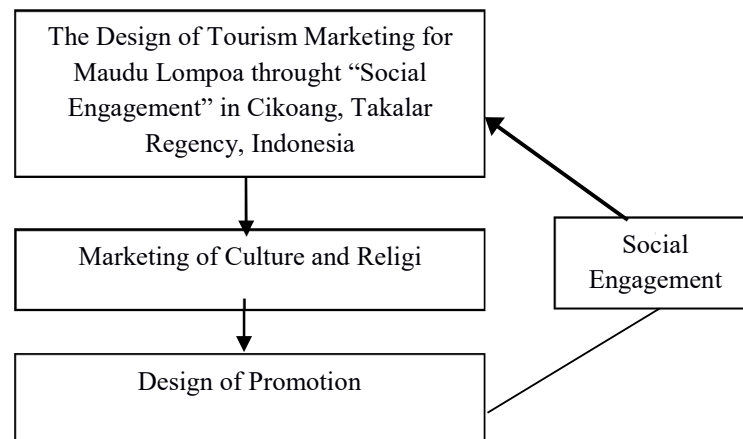 The Design of Tourism Marketing for
Maudu Lompoa throught “Social
Engagement” in Cikoang, Takalar
Regency, Indonesia
Marketing of Culture and Religi
Social
Engagement
Design of Promotion